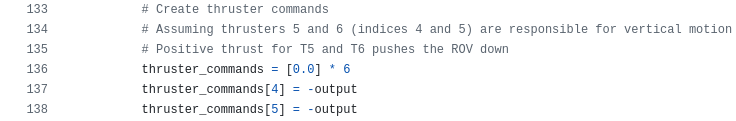 133 # Create thruster commands
134 # Assuming thrusters 5 and 6 (indices 4 and 5) are responsible for vertical motion
135 # Positive thrust for T5 and T6 pushes the ROV down
136 thruster_commands = [0.0] * 6
137 thruster_commands[4] = -output
138 thruster_commands[5] = -output